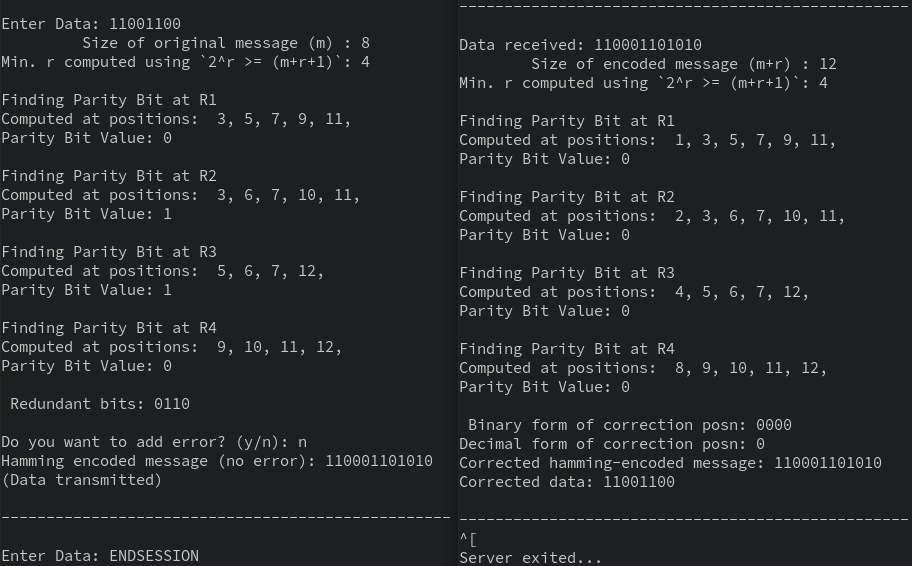 Enter Data: 11001100
Size of original message (m) : 8
Min. r computed using `2^r >= (m+r+1)`: 4
Finding Parity Bit at R1
Computed at positions:  3, 5, 7, 9, 11,
Parity Bit Value: 0
Finding Parity Bit at R2
Computed at positions:  3, 6, 7, 10, 11,
Parity Bit Value: 1
Finding Parity Bit at R3
Computed at positions:  5, 6, 7, 12,
Parity Bit Value: 1
Finding Parity Bit at R4
Computed at positions:  9, 10, 11, 12,
Parity Bit Value: 0
Redundant bits: 0110
Do you want to add error? (y/n): n
Hamming encoded message (no error): 110001101010
(Data transmitted)
--------------------------------------------------
Enter Data: ENDSESSION
--------------------------------------------------
Data received: 110001101010
Size of encoded message (m+r) : 12
Min. r computed using `2^r >= (m+r+1)`: 4
Finding Parity Bit at R1
Computed at positions:  1, 3, 5, 7, 9, 11,
Parity Bit Value: 0
Finding Parity Bit at R2
Computed at positions:  2, 3, 6, 7, 10, 11,
Parity Bit Value: 0
Finding Parity Bit at R3
Computed at positions:  4, 5, 6, 7, 12,
Parity Bit Value: 0
Finding Parity Bit at R4
Computed at positions:  8, 9, 10, 11, 12,
Parity Bit Value: 0
Binary form of correction posn: 0000
Decimal form of correction posn: 0
Corrected hamming-encoded message: 110001101010
Corrected data: 11001100
--------------------------------------------------
^[
Server exited...